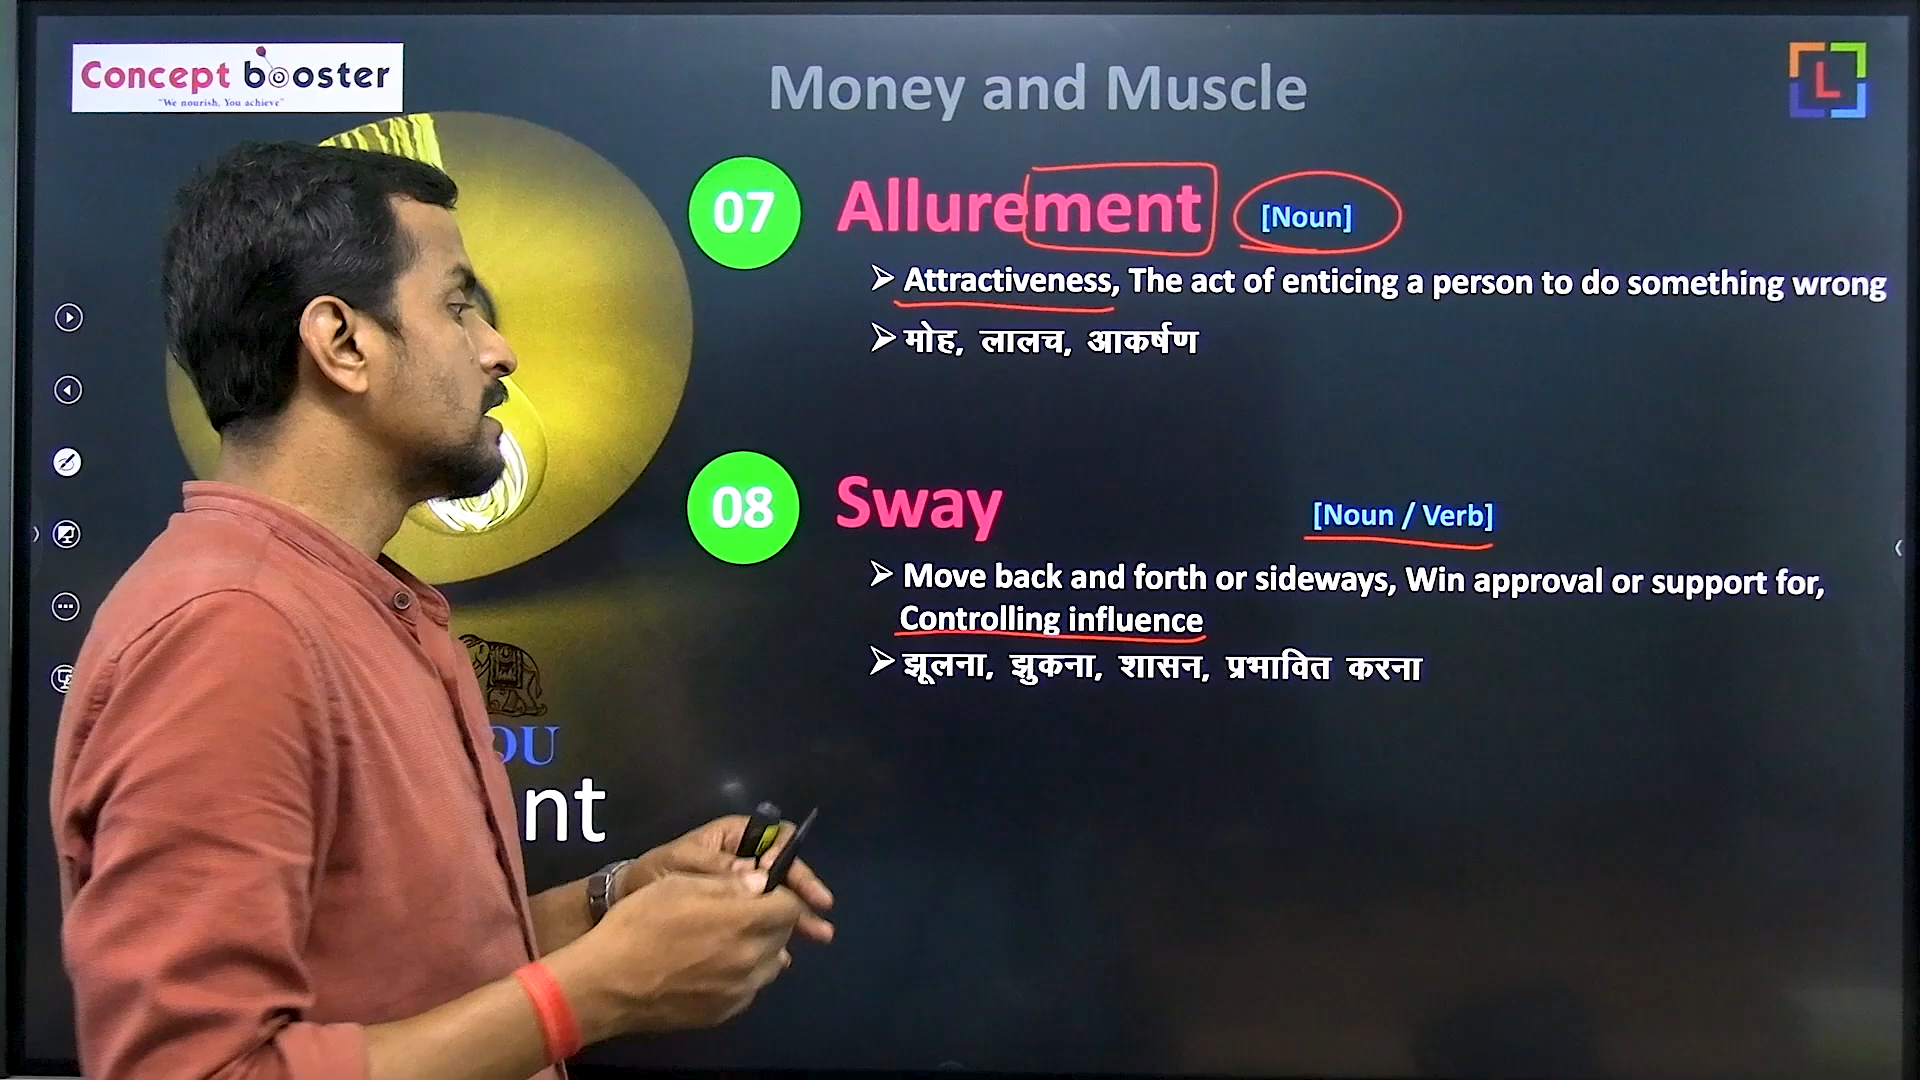 Concept booster
"We nourish, You achieve"
Money and Muscle
L
07 Allurement [Noun]
Attractiveness, The act of enticing a person to do something wrong
मोह, लालच, आकर्षण
08 Sway [Noun / Verb]
Move back and forth or sideways, Win approval or support for,
Controlling influence
झूलना, झुकना, शासन, प्रभावित करना
OU
nt